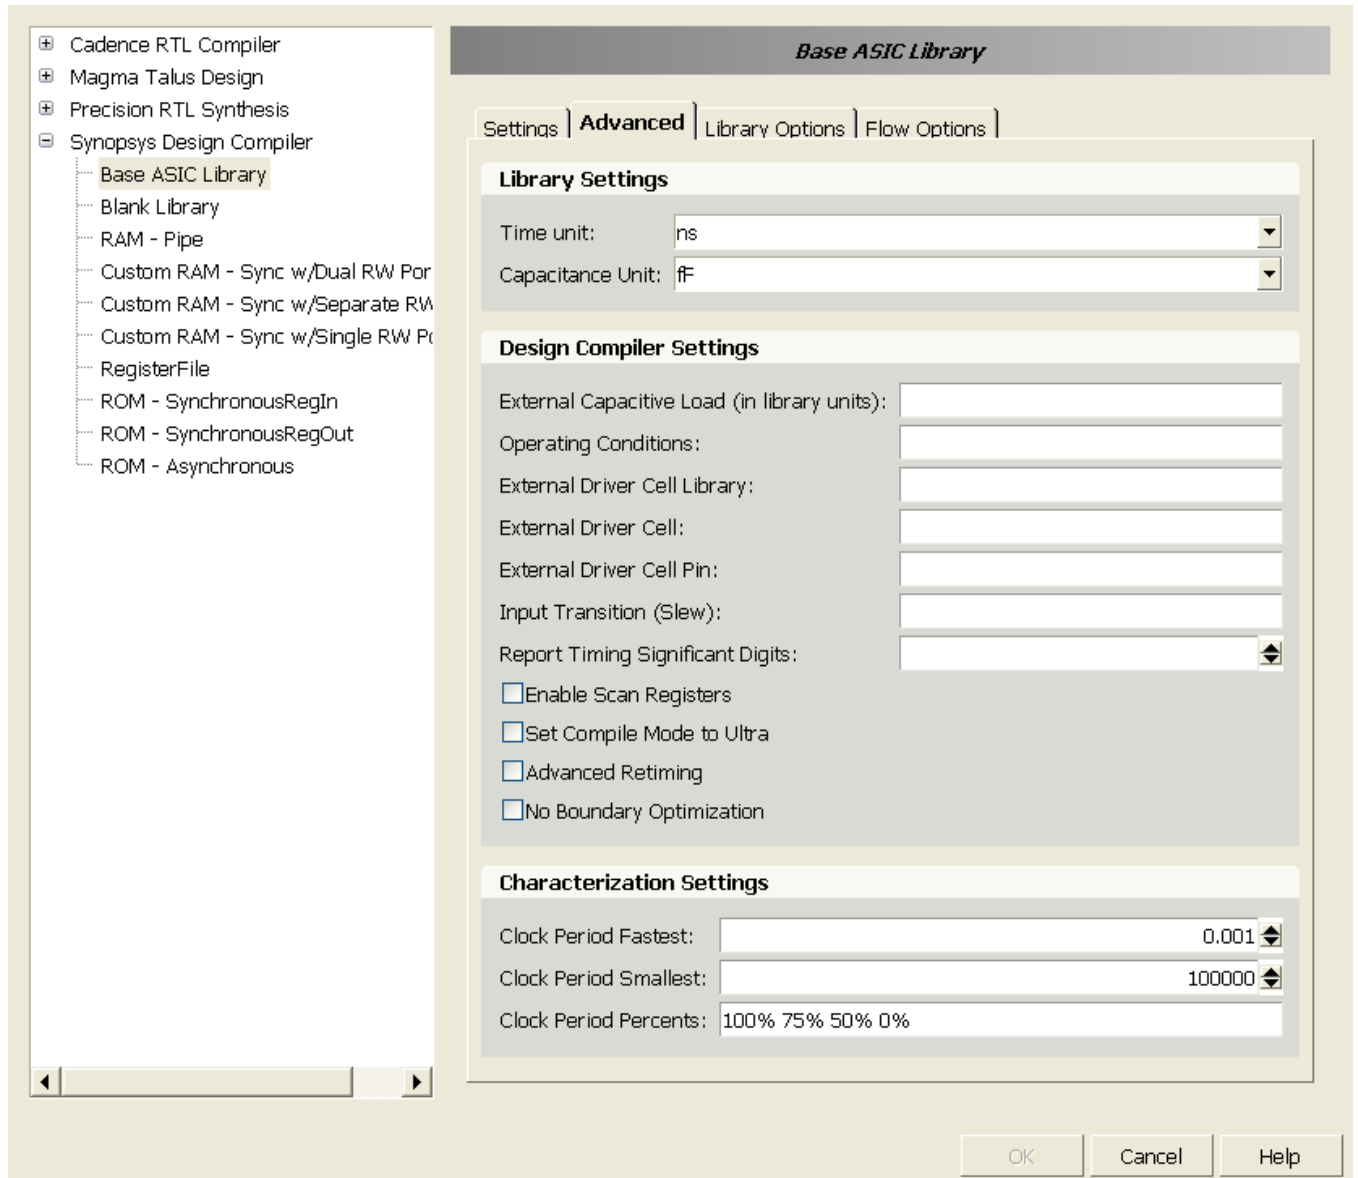 Cadence RTL Compiler
Magma Talus Design
Precision RTL Synthesis
Synopsys Design Compiler
Base ASIC Library
Blank Library
RAM - Pipe
Custom RAM - Sync w/Dual RW Por
Custom RAM - Sync w/Separate RW
Custom RAM - Sync w/Single RW Po
RegisterFile
ROM - SynchronousRegIn
ROM - SynchronousRegOut
ROM - Asynchronous
Base ASIC Library
Settings Advanced Library Options Flow Options
Library Settings
Time unit: ns
Capacitance Unit: fF
Design Compiler Settings
External Capacitive Load (in library units):
Operating Conditions:
External Driver Cell Library:
External Driver Cell:
External Driver Cell Pin:
Input Transition (Slew):
Report Timing Significant Digits:
Enable Scan Registers
Set Compile Mode to Ultra
Advanced Retiming
No Boundary Optimization
Characterization Settings
Clock Period Fastest: 0.001
Clock Period Smallest: 100000
Clock Period Percents: 100% 75% 50% 0%
OK Cancel Help